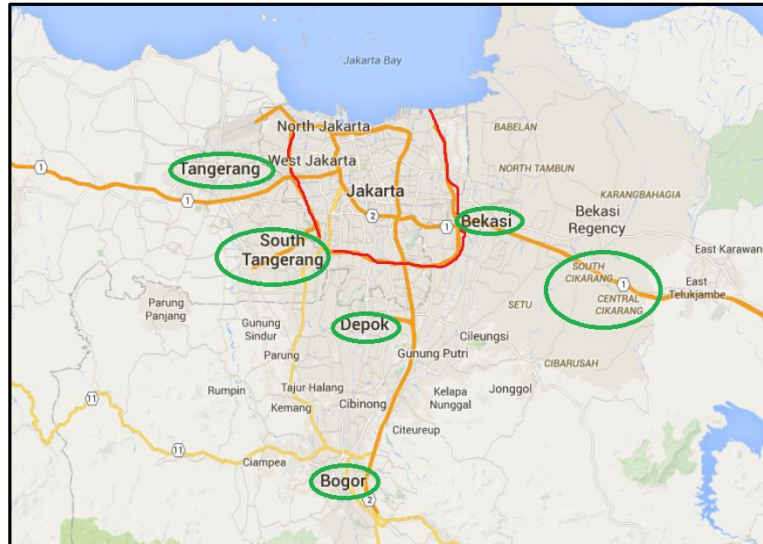 Jakarta Bay
North Jakarta
BABELAN
West Jakarta
NORTH TAMBUN
1
Tangerang
Jakarta
KARANGBAHAGIA
1
2
1
Bekasi
Bekasi
Regency
South
Tangerang
East Karawang
SOUTH
CIKARANG
1
East
Telukjambe
CENTRAL
CIKARANG
Parung
Panjang
SETU
Gunung
Sindur
Depok
Cileungsi
Parung
Gunung Putri
CIBARUSAH
Rumpin
Tajur Halang
Kelapa
Nunggal
Jonggol
11
Kemang
Cibinong
Citeureup
11
Ciampea
Bogor
2